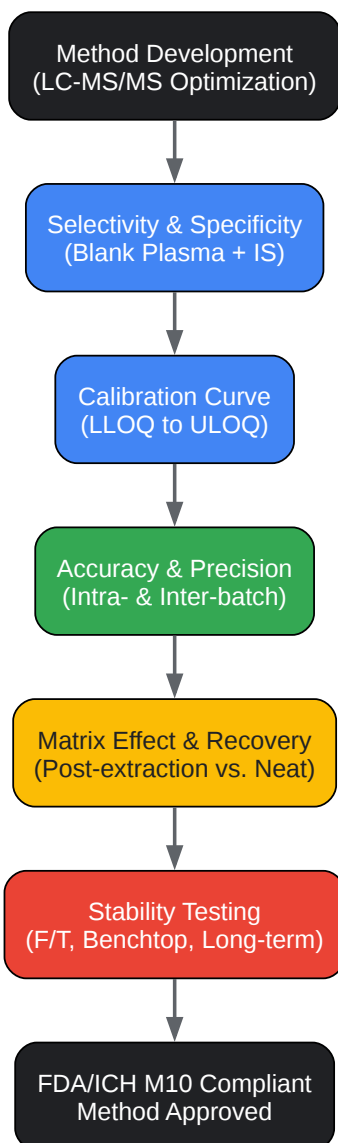 Method Development
(LC-MS/MS Optimization)
Selectivity & Specificity
(Blank Plasma + IS)
Calibration Curve
(LLOQ to ULOQ)
Accuracy & Precision
(Intra- & Inter-batch)
Matrix Effect & Recovery
(Post-extraction vs. Neat)
Stability Testing
(F/T, Benchtop, Long-term)
FDA/ICH M10 Compliant
Method Approved